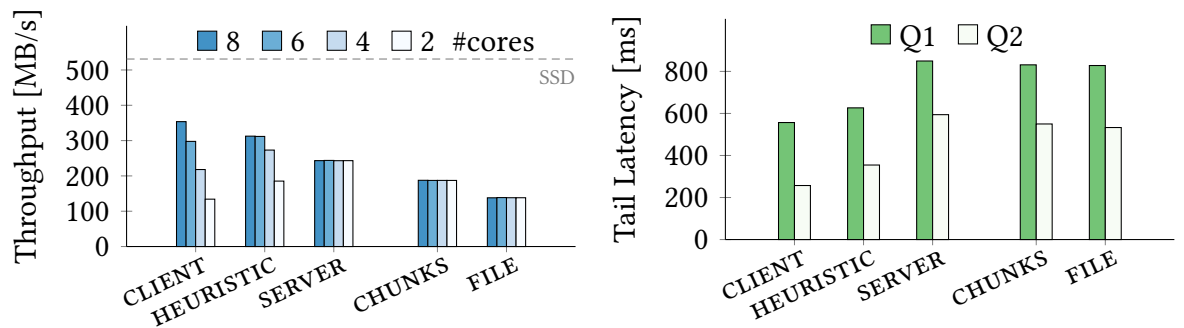 Throughput [MB/s]
8 6 4 2 #cores
SSD
500
400
300
200
100
0
CLIENT
HEURISTIC
SERVER
CHUNKS
FILE
Tail Latency [ms]
Q1 Q2
800
600
400
200
0
CLIENT
HEURISTIC
SERVER
CHUNKS
FILE